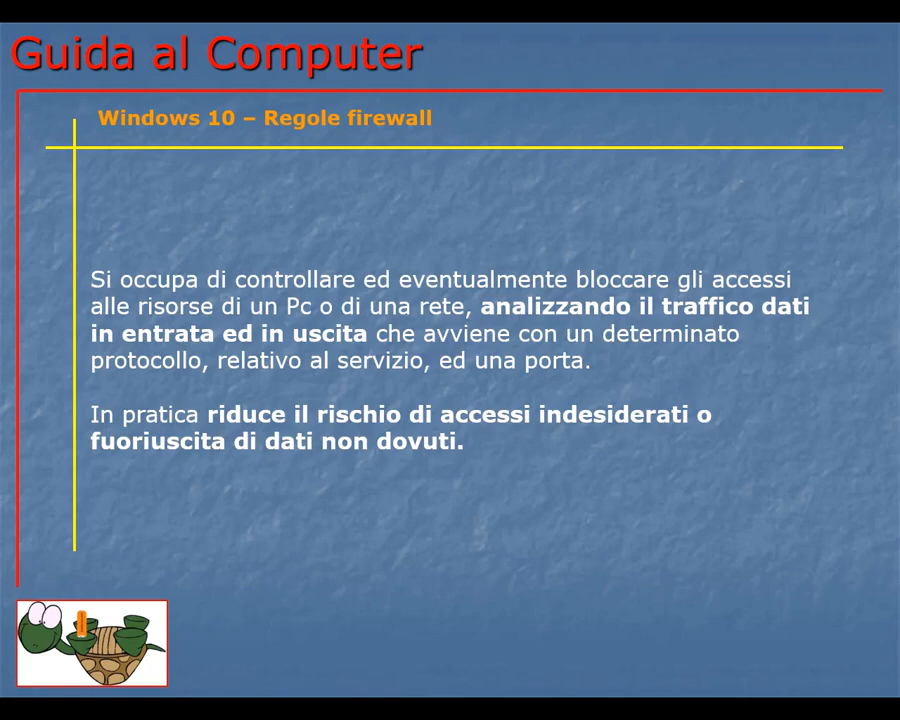 Guida al Computer
Windows 10 – Regole firewall
Si occupa di controllare ed eventualmente bloccare gli accessi
alle risorse di un Pc o di una rete, analizzando il traffico dati
in entrata ed in uscita che avviene con un determinato
protocollo, relativo al servizio, ed una porta.
In pratica riduce il rischio di accessi indesiderati o
fuoriuscita di dati non dovuti.